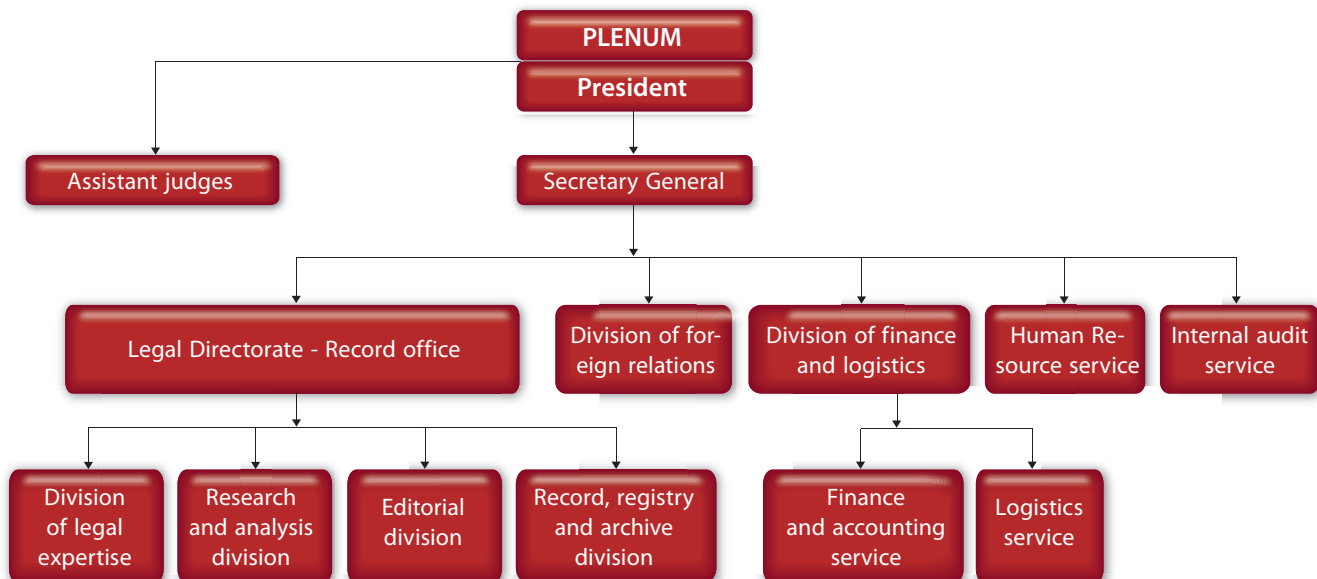 PLENUM
President
Assistant judges
Secretary General
Legal Directorate - Record office
Division of for-
eign relations
Division of finance
and logistics
Human Re-
source service
Internal audit
service
Division
of legal
expertise
Research
and analysis
division
Editorial
division
Record, registry
and archive
division
Finance
and accounting
service
Logistics
service